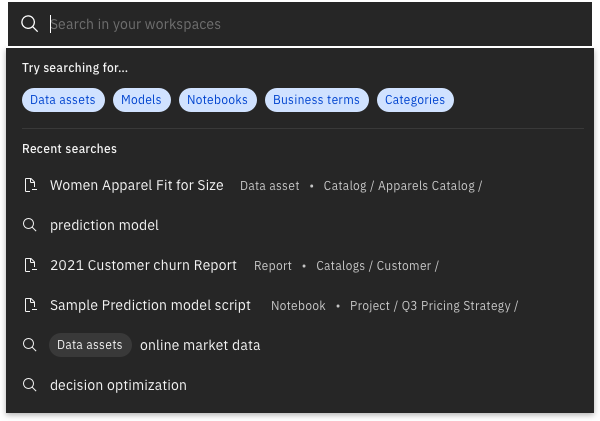 Search in your workspaces
Try searching for...
Data assets Models Notebooks Business terms Categories
Recent searches
Women Apparel Fit for Size Data asset • Catalog / Apparels Catalog /
prediction model
2021 Customer churn Report Report • Catalogs / Customer /
Sample Prediction model script Notebook • Project / Q3 Pricing Strategy /
Data assets online market data
decision optimization